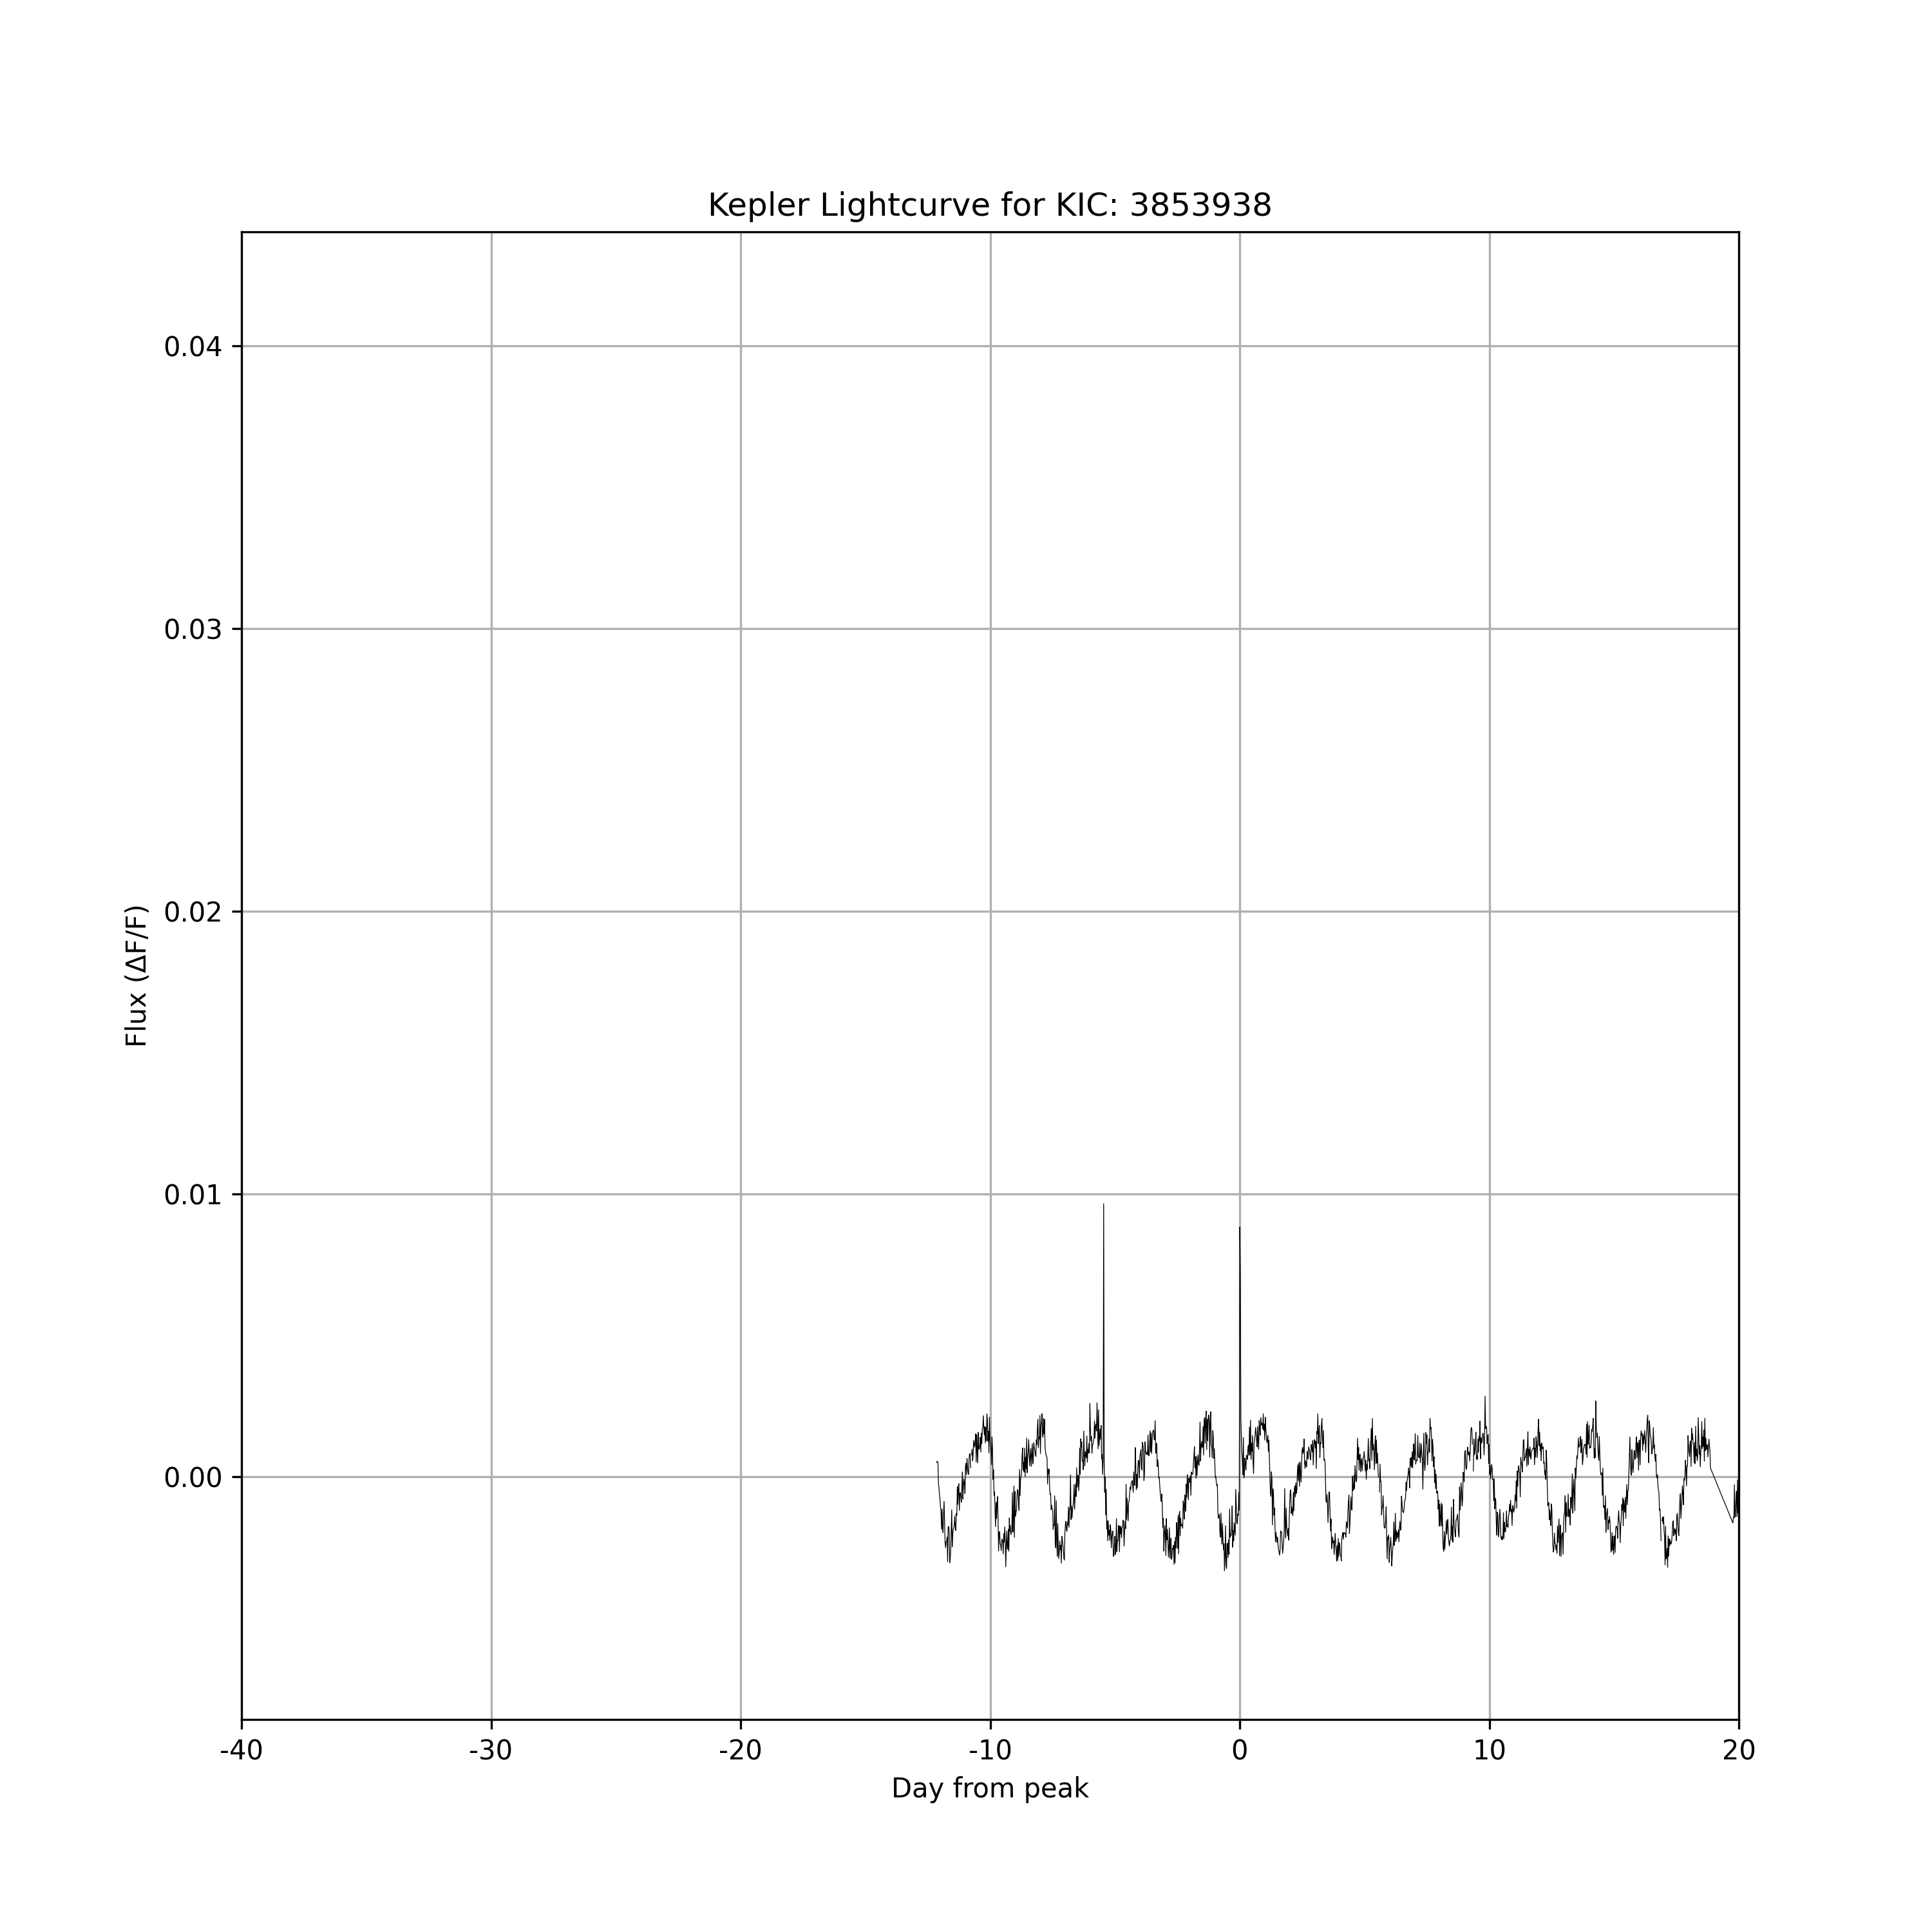 Kepler Lightcurve for KIC: 3853938
Flux (ΔF/F)
0.04
0.03
0.02
0.01
0.00
-40 -30 -20 -10 0 10 20
Day from peak